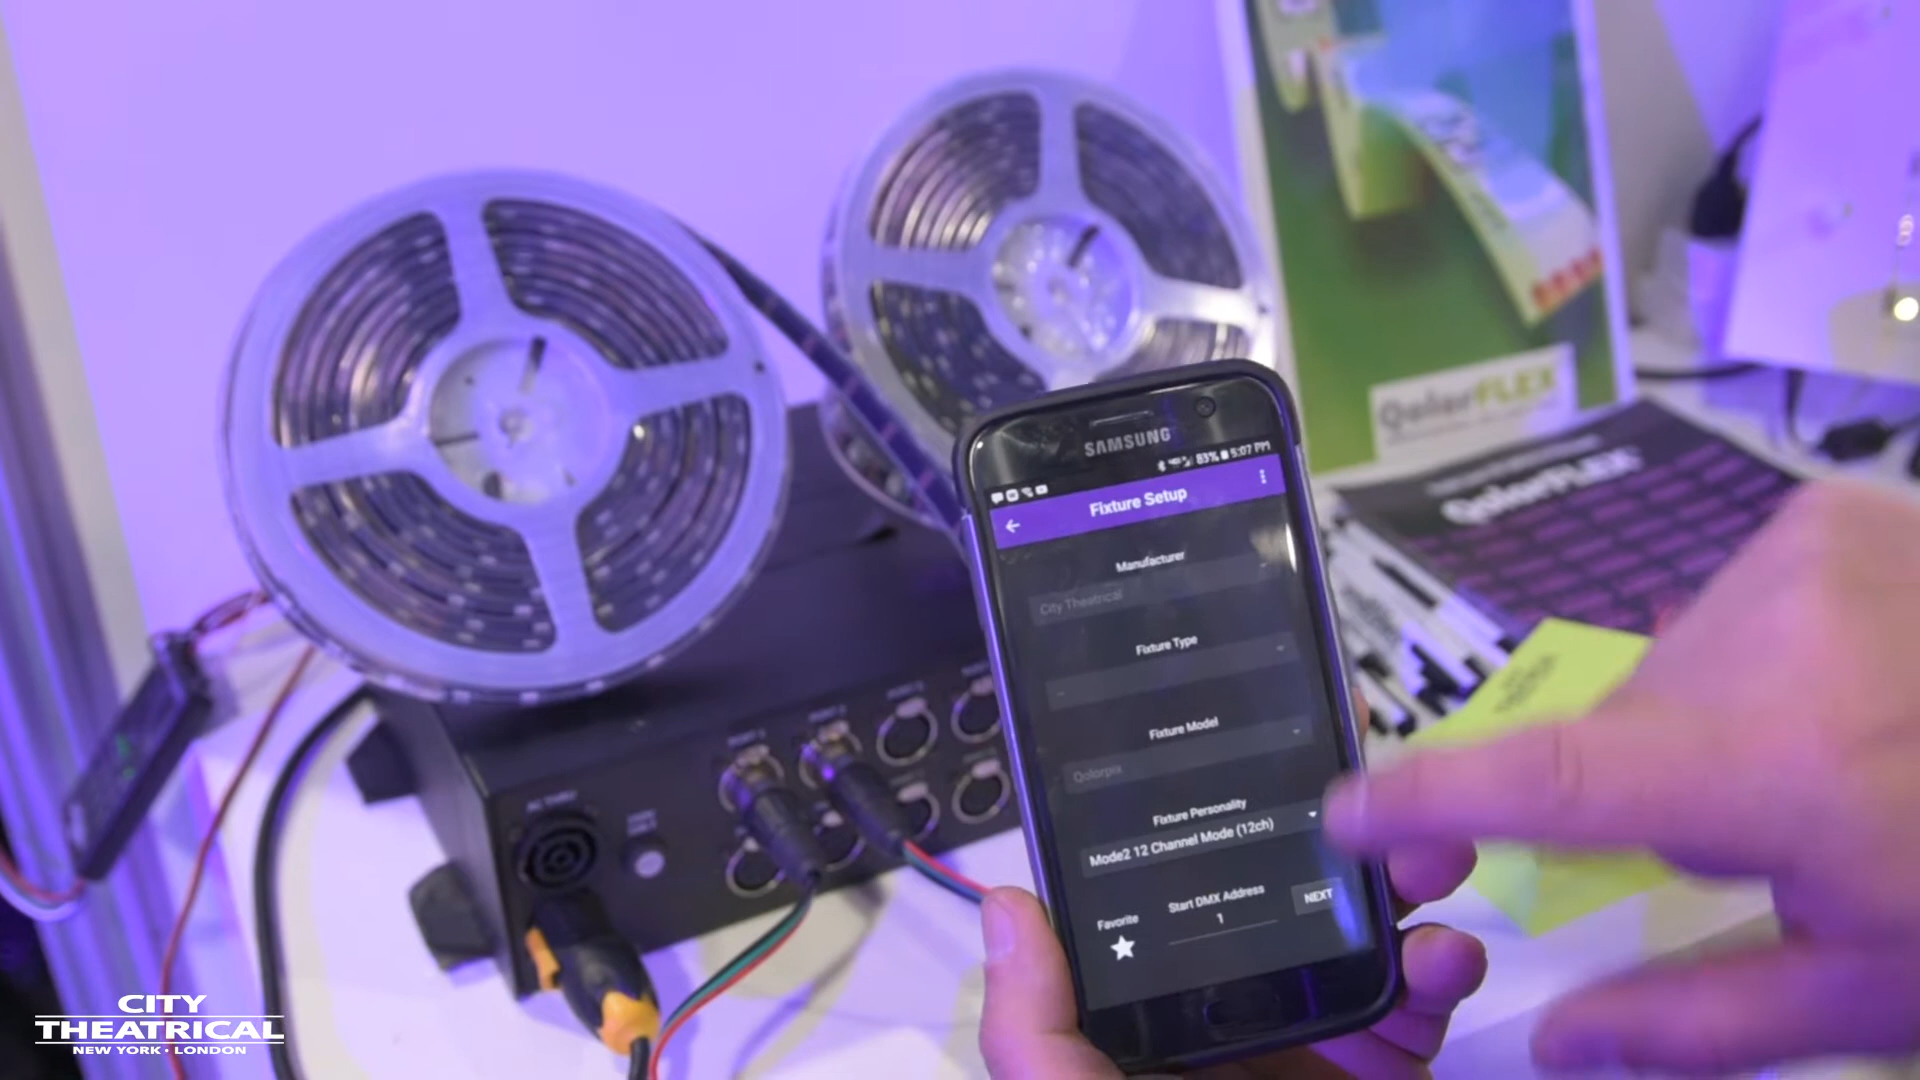 SAMSUNG
83% 5:07 PM
Fixture Setup
Manufacturer
City Theatrical
Fixture Type
Fixture Model
Qolorpix
Fixture Personality
Mode2 12 Channel Mode (12ch)
Favorite
Start DMX Address
1
NEXT
QolorFLEX
QolorFLEX
CITY
THEATRICAL
NEW YORK • LONDON